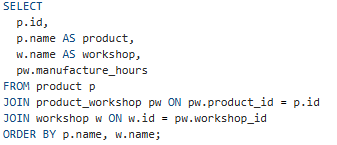 SELECT
  p.id,
  p.name AS product,
  w.name AS workshop,
  pw.manufacture_hours
FROM product p
JOIN product_workshop pw ON pw.product_id = p.id
JOIN workshop w ON w.id = pw.workshop_id
ORDER BY p.name, w.name;